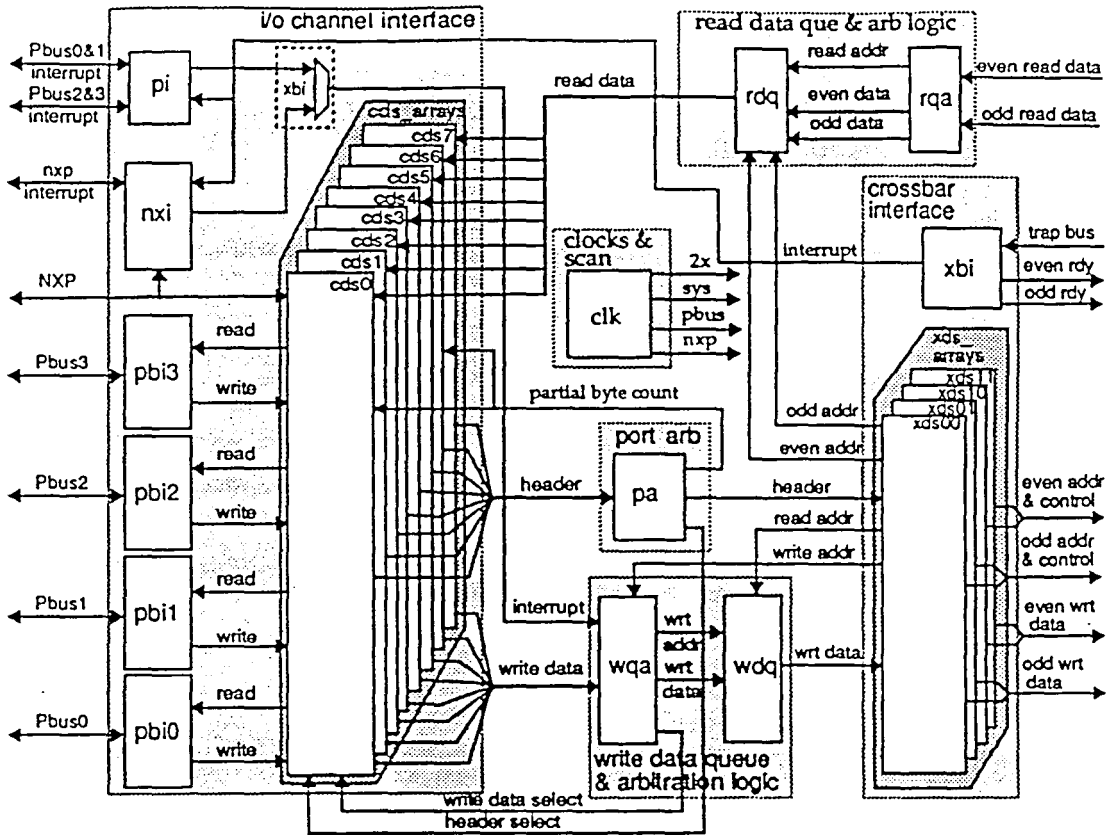 i/o channel interface
Pbus0&1
interrupt
Pbus2&3
interrupt
pi
xbi
nxp
interrupt
nxi
NXP
cds_arrays
cds7
cds6
cds5
cds4
cds3
cds2
cds1
cds0
read data
read data que & arb logic
rdq
read addr
even data
odd data
rqa
even read data
odd read data
clocks &
scan
clk
2x
sys
pbus
nxp
crossbar
interface
interrupt
xbi
trap bus
even rdy
odd rdy
Pbus3
pbi3
read
write
Pbus2
pbi2
read
write
Pbus1
pbi1
read
write
Pbus0
pbi0
read
write
partial byte count
port arb
pa
header
header
odd addr
even addr
read addr
write addr
xds_
arrays
xds11
xds10
xds01
xds00
even addr
& control
odd addr
& control
even wrt
data
odd wrt
data
interrupt
write data
wqa
wrt
addr
wrt
data
wdq
wrt data
write data queue
& arbitration logic
write data select
header select